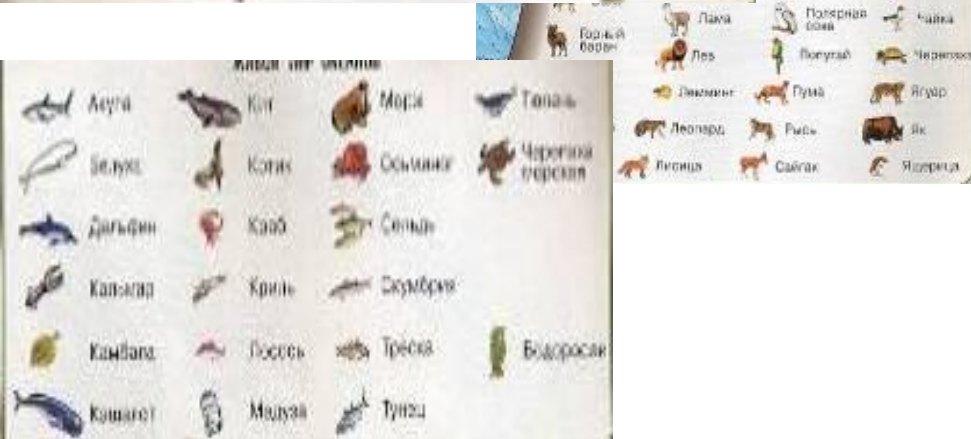 Лама
Полярная
сова
Чайка
Горный
баран
Лев
Попугай
Черепаха
Лемминг
Пума
Ягуар
Леопард
Рысь
Як
Лисица
Сайгак
Ящерица
Акула
Кит
Морж
Тюлень
Белуха
Котик
Осьминог
Черепаха
морская
Дельфин
Краб
Сельдь
Кальмар
Криль
Скумбрия
Камбала
Лосось
Треска
Водоросли
Кашалот
Медуза
Тунец